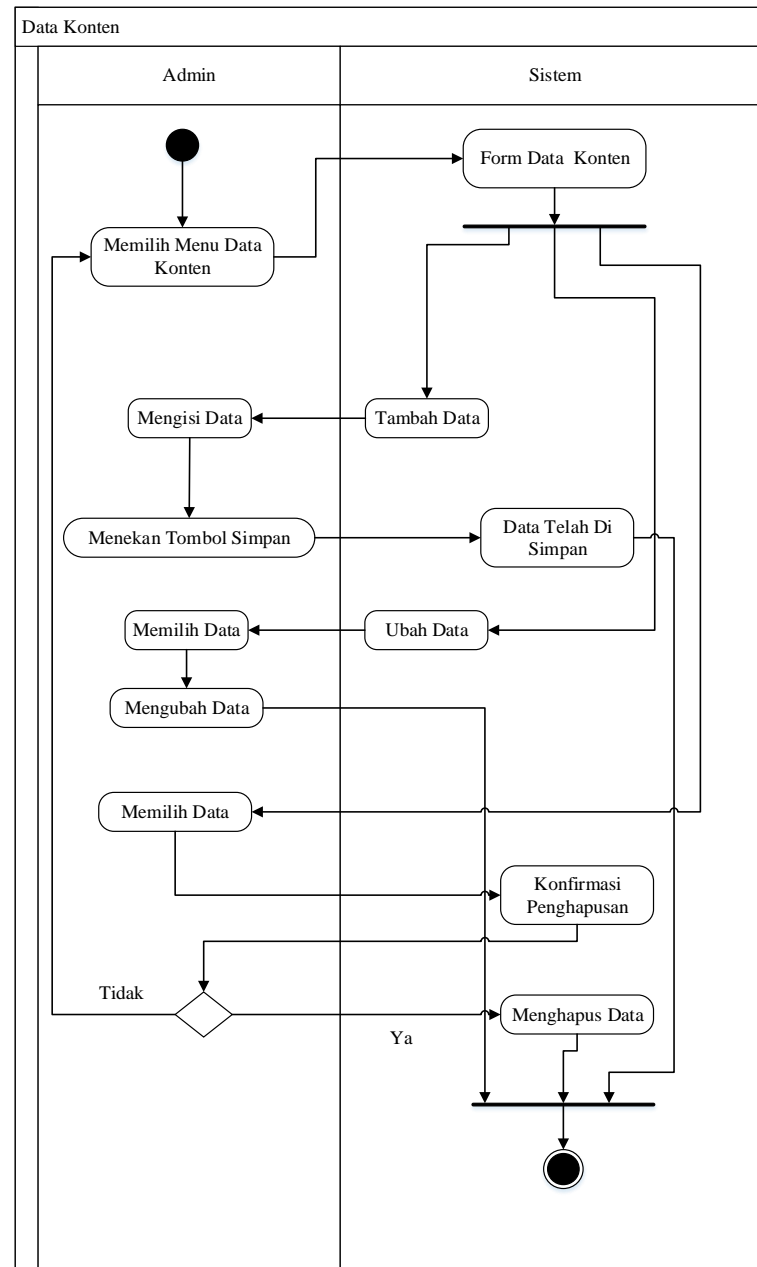 Data Konten
Admin
Sistem
Form Data Konten
Memilih Menu Data
Konten
Mengisi Data
Tambah Data
Menekan Tombol Simpan
Data Telah Di
Simpan
Memilih Data
Ubah Data
Mengubah Data
Memilih Data
Konfirmasi
Penghapusan
Tidak
Menghapus Data
Ya